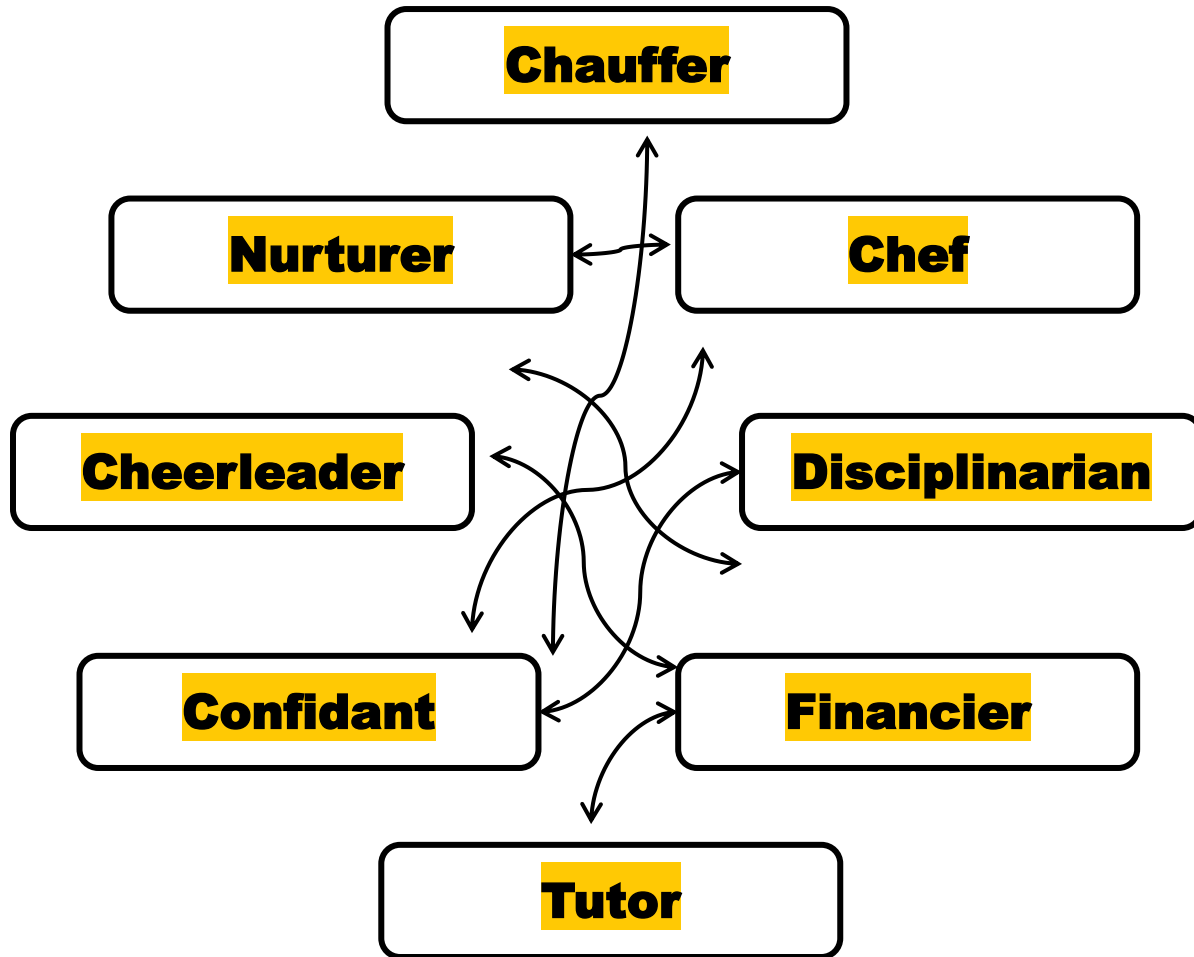 Chauffer
Nurturer
Chef
Cheerleader
Disciplinarian
Confidant
Financier
Tutor